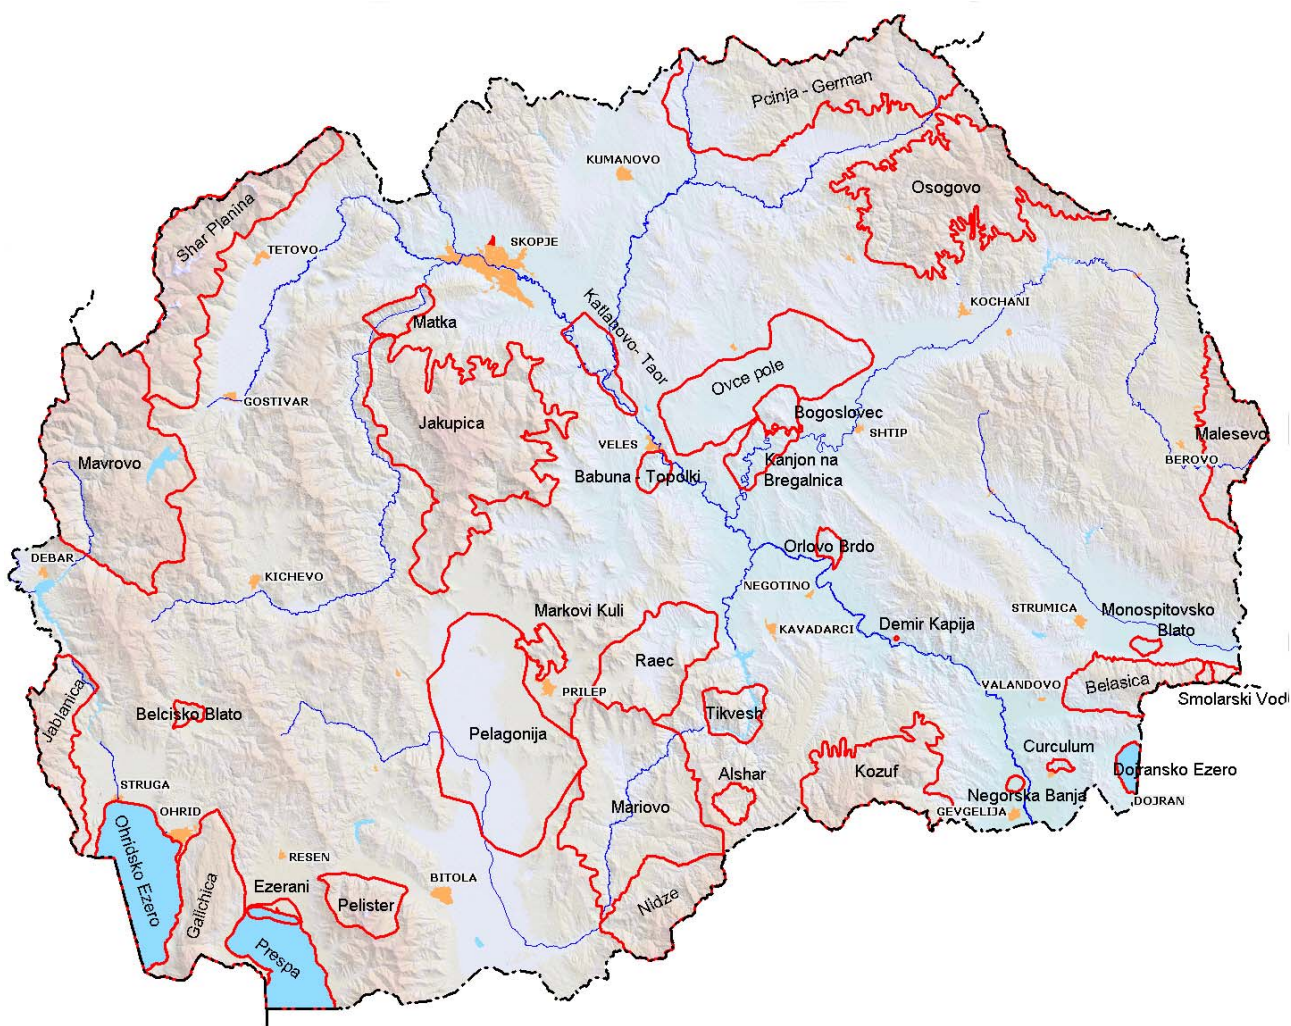 Pcinja - German
KUMANOVO
Osogovo
Shar Planina
TETOVO
SKOPJE
KOCHANI
Matka
Katlanovo- Taor
Ovce pole
GOSTIVAR
Jakupica
Bogoslovec
SHTIP
Malesevo
BEROVO
Mavrovo
VELES
Babuna - Topolki
Kanjon na
Bregalnica
Orlovo Brdo
DEBAR
KICHEVO
NEGOTINO
Markovi Kuli
STRUMICA
Monospitovsko
Blato
Demir Kapija
KAVADARCI
Raec
PRILEP
VALANDOVO
Belasica
Smolarski Vod
Jablanica
Belcisko Blato
Tikvesh
Pelagonija
Curculum
Kozuf
Alshar
Dojransko Ezero
STRUGA
Mariovo
Negorska Banja
DOJRAN
OHRID
GEVGELIJA
Ohridsko Ezero
Galichica
RESEN
Ezerani
BITOLA
Pelister
Nidze
Prespa